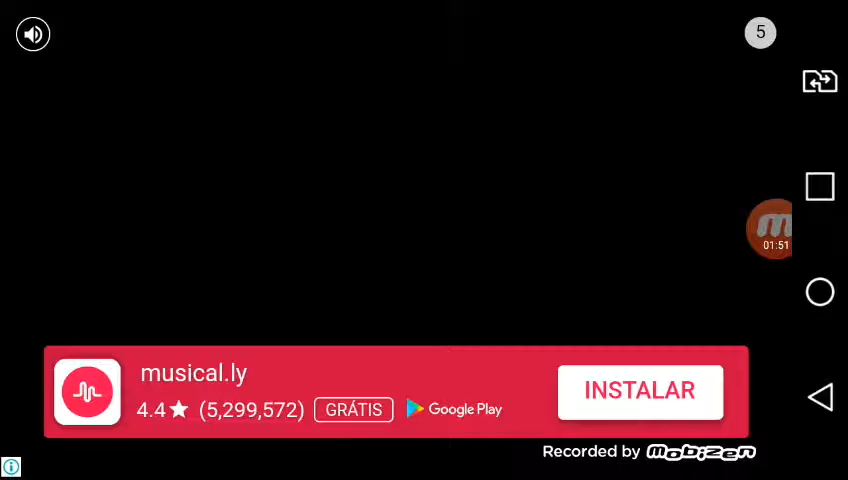 5
01:51
musical.ly
4.4★ (5,299,572) GRÁTIS Google Play
INSTALAR
Recorded by Mobizen